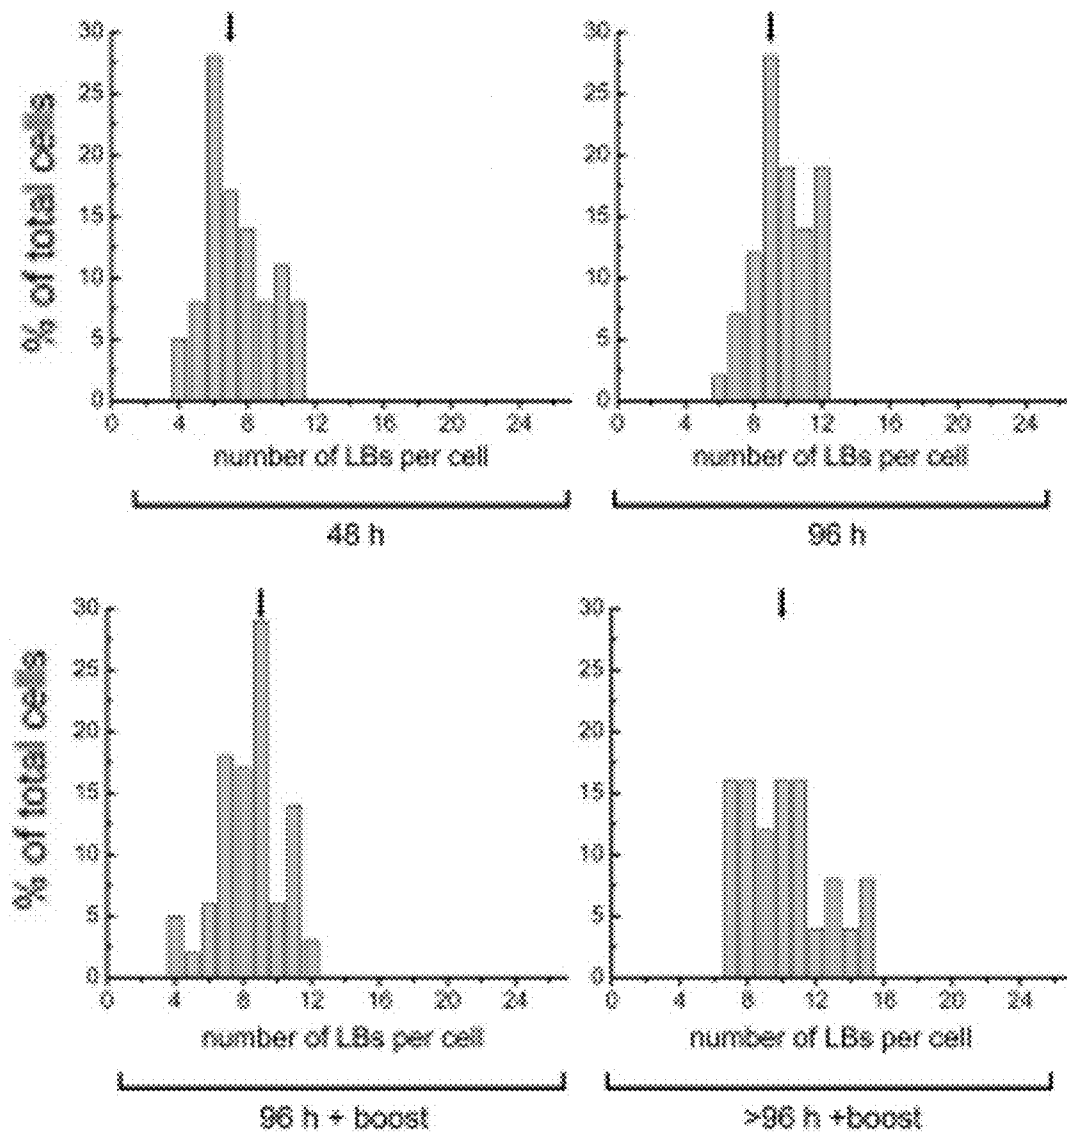 30 30
25 25
20 20
15 15
10 10
5 5
0 0
% of total cells
0 4 8 12 16 20 24 0 4 8 12 16 20 24
number of LBs per cell number of LBs per cell
48 h 96 h
30 30
25 25
20 20
15 15
10 10
5 5
0 0
% of total cells
0 4 8 12 16 20 24 0 4 8 12 16 20 24
number of LBs per cell number of LBs per cell
96 h + boost >96 h +boost